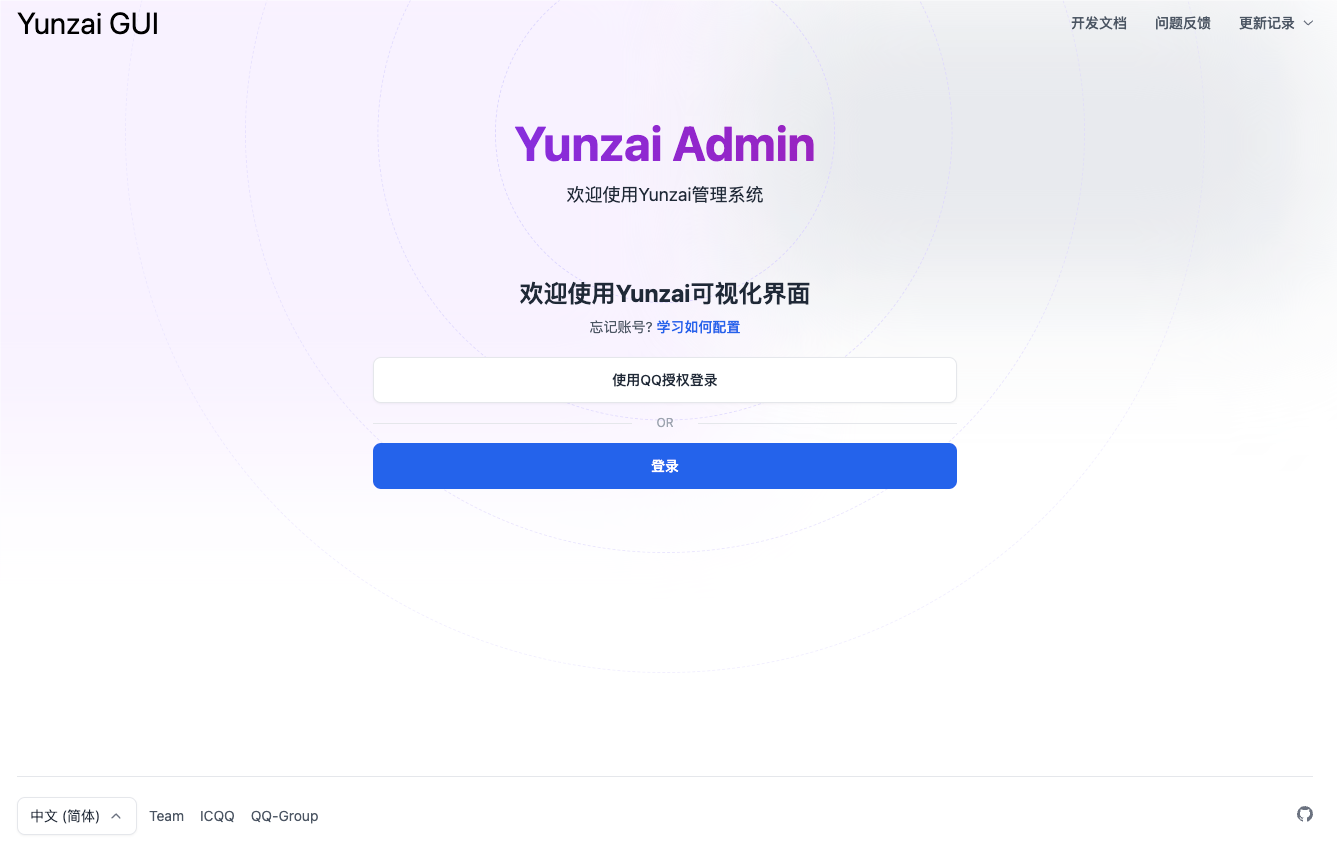 Yunzai GUI
开发文档 问题反馈 更新记录
Yunzai Admin
欢迎使用Yunzai管理系统
欢迎使用Yunzai可视化界面
忘记账号? 学习如何配置
使用QQ授权登录
OR
登录
中文 (简体) Team ICQQ QQ-Group